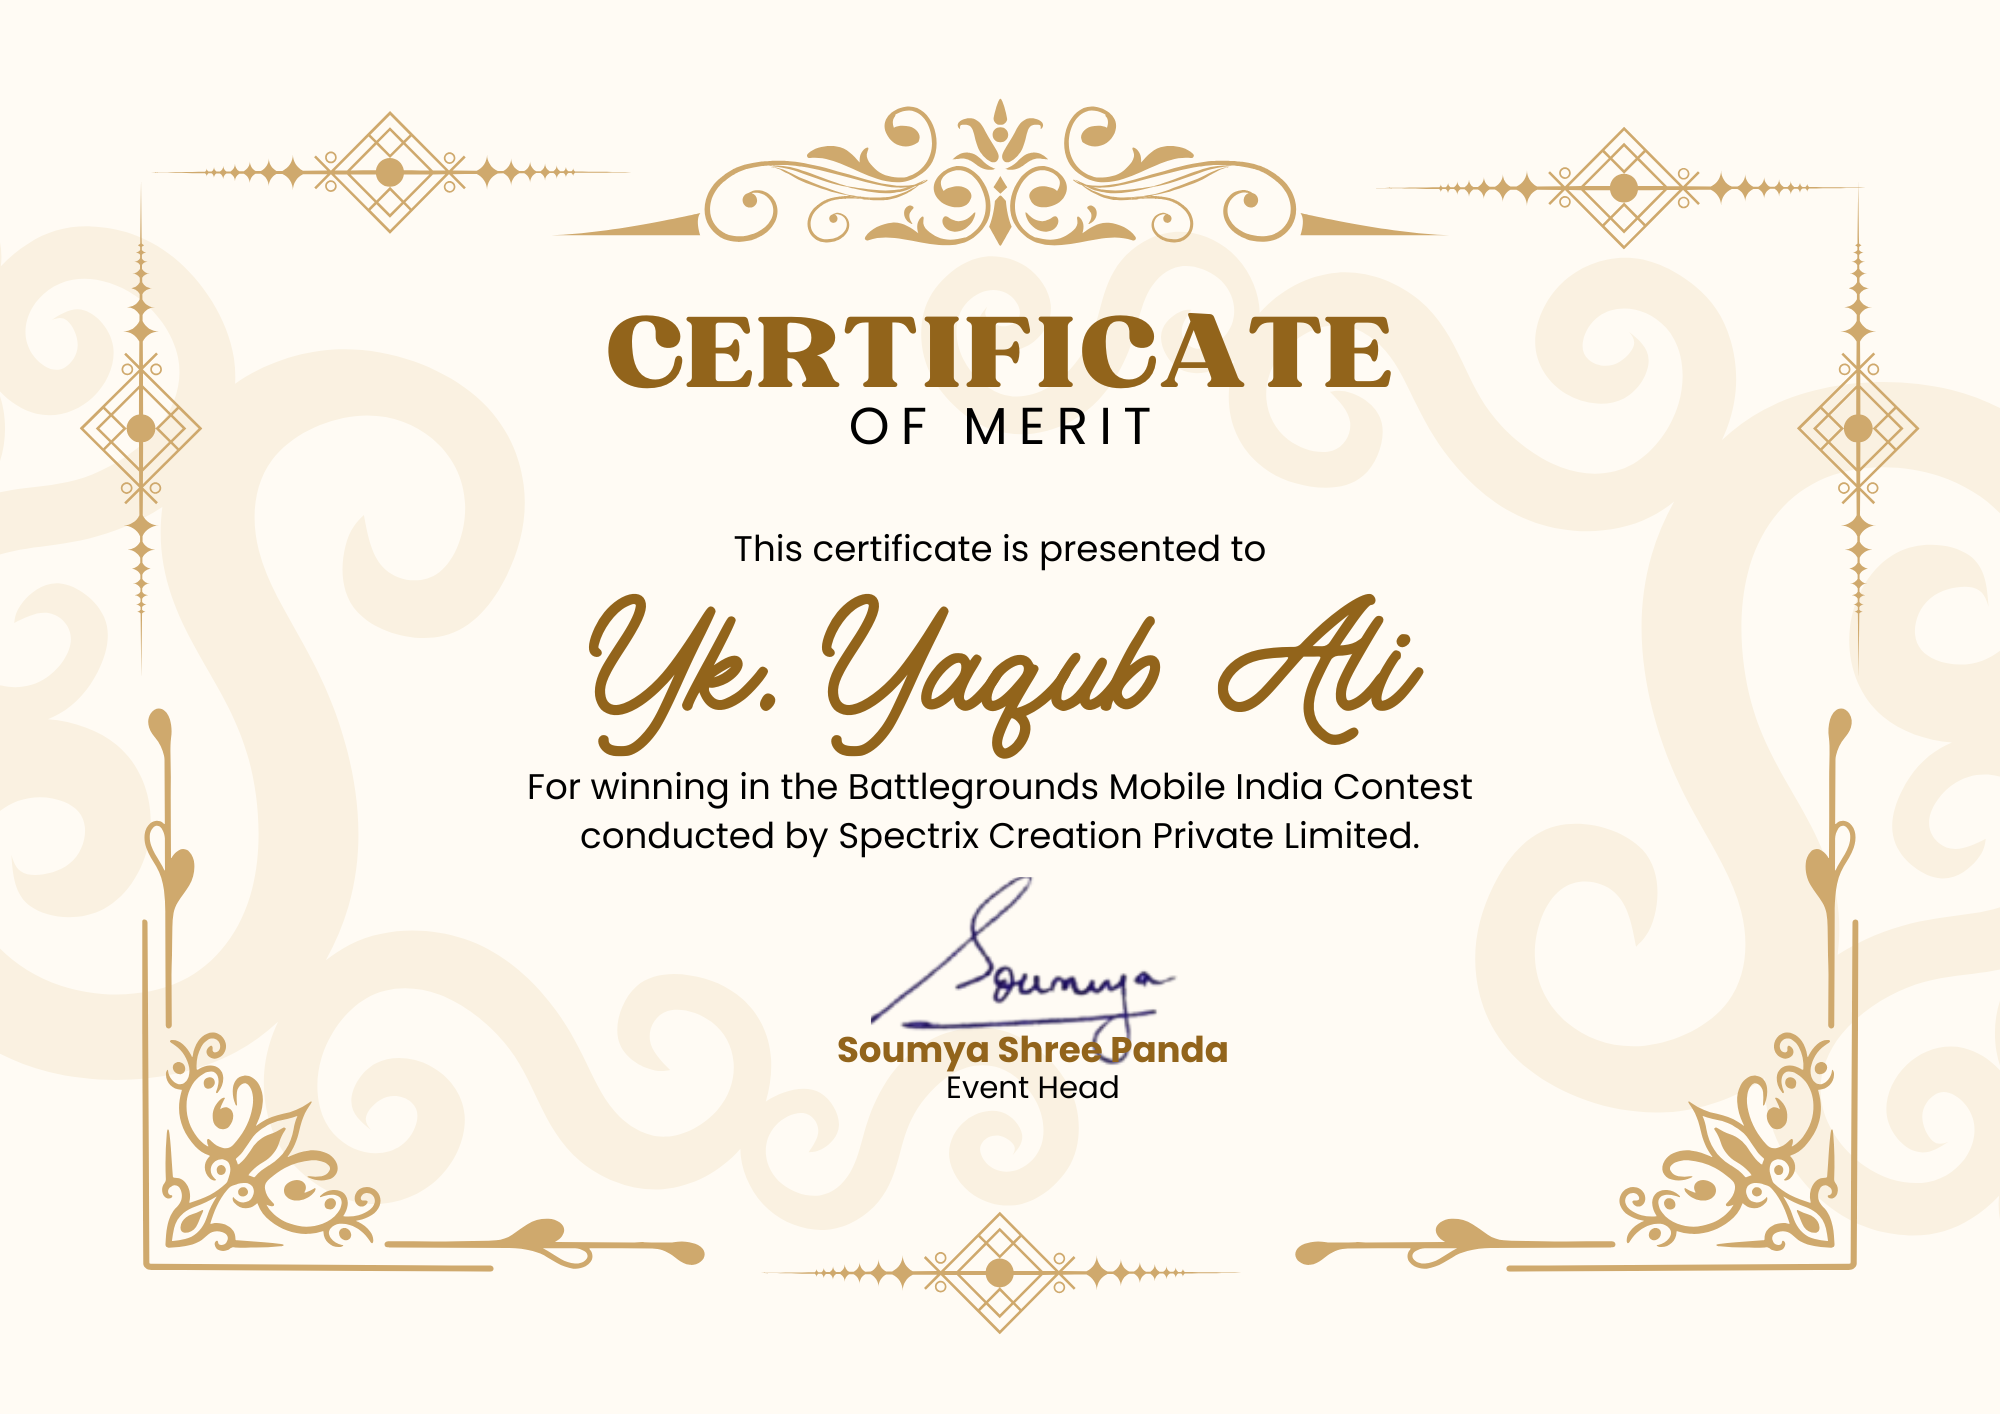 CERTIFICATE
OF MERIT
This certificate is presented to
Yk. Yaqub Ali
For winning in the Battlegrounds Mobile India Contest
conducted by Spectrix Creation Private Limited.
Soumya
Soumya Shree Panda
Event Head